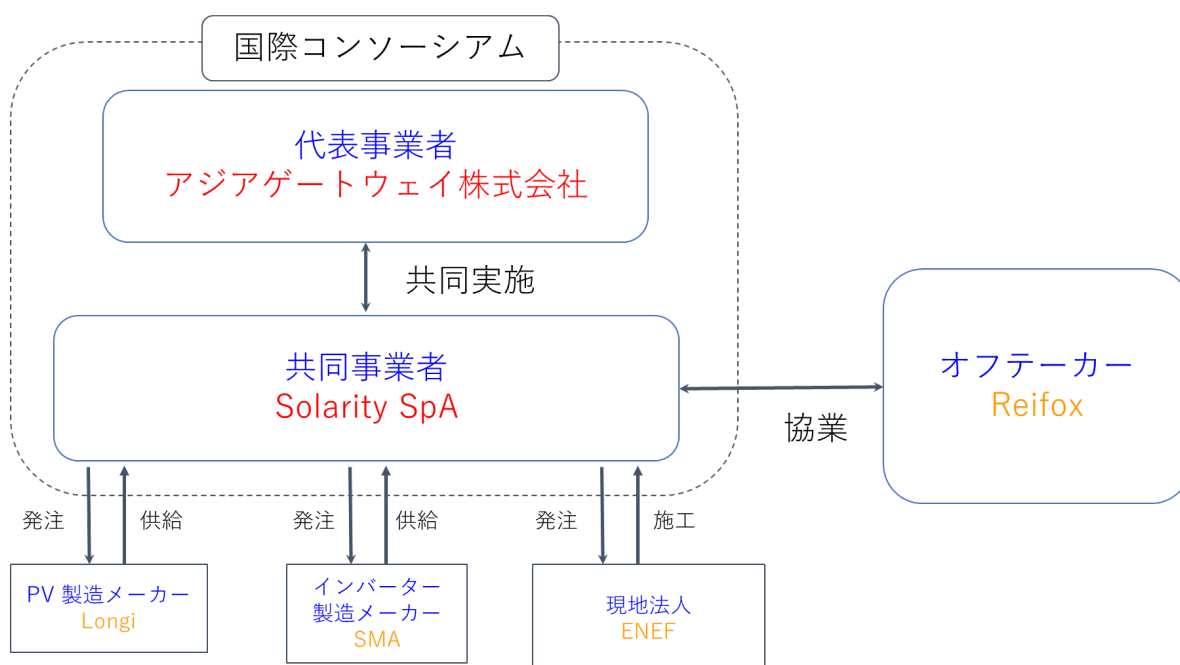 国際コンソーシアム
代表事業者
アジアゲートウェイ株式会社
共同実施
共同事業者
Solarity SpA
オフテーカー
Reifox
協業
発注
供給
発注
供給
発注
施工
PV 製造メーカー
Longi
インバーター
製造メーカー
SMA
現地法人
ENEF